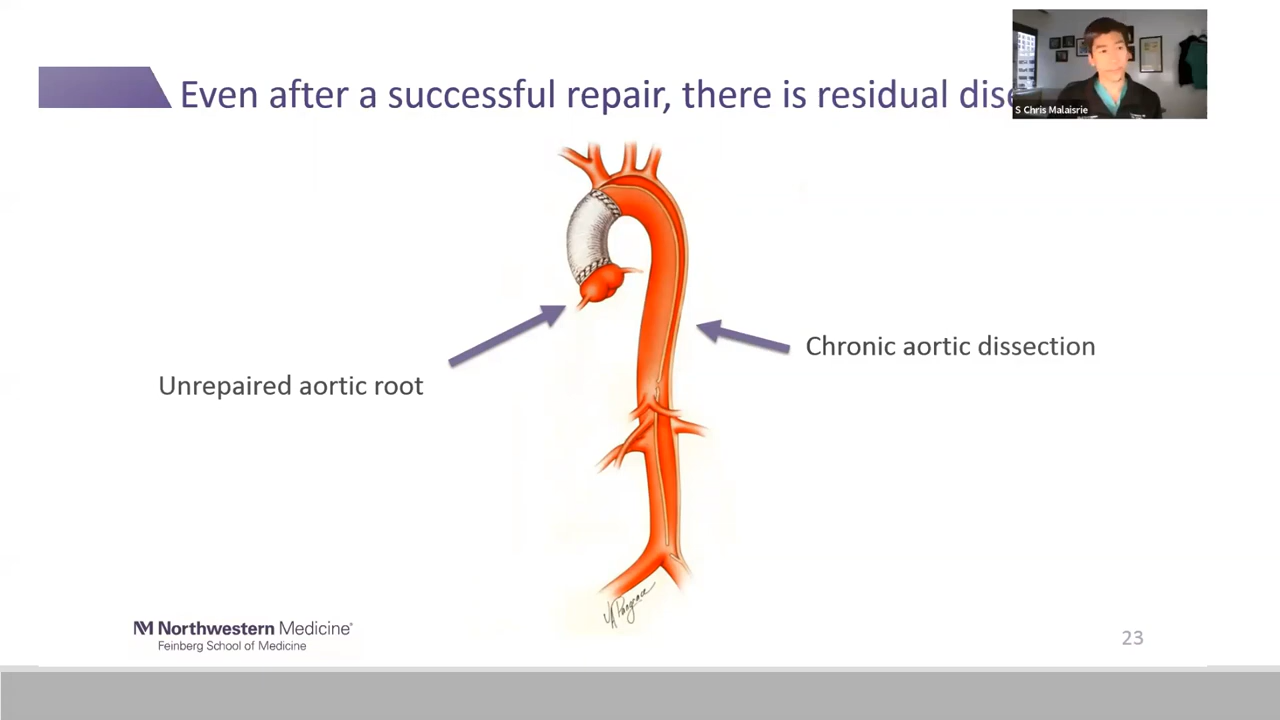 Even after a successful repair, there is residual
S Chris Malaisrie
Chronic aortic dissection
Unrepaired aortic root
NM Northwestern Medicine®
Feinberg School of Medicine
23